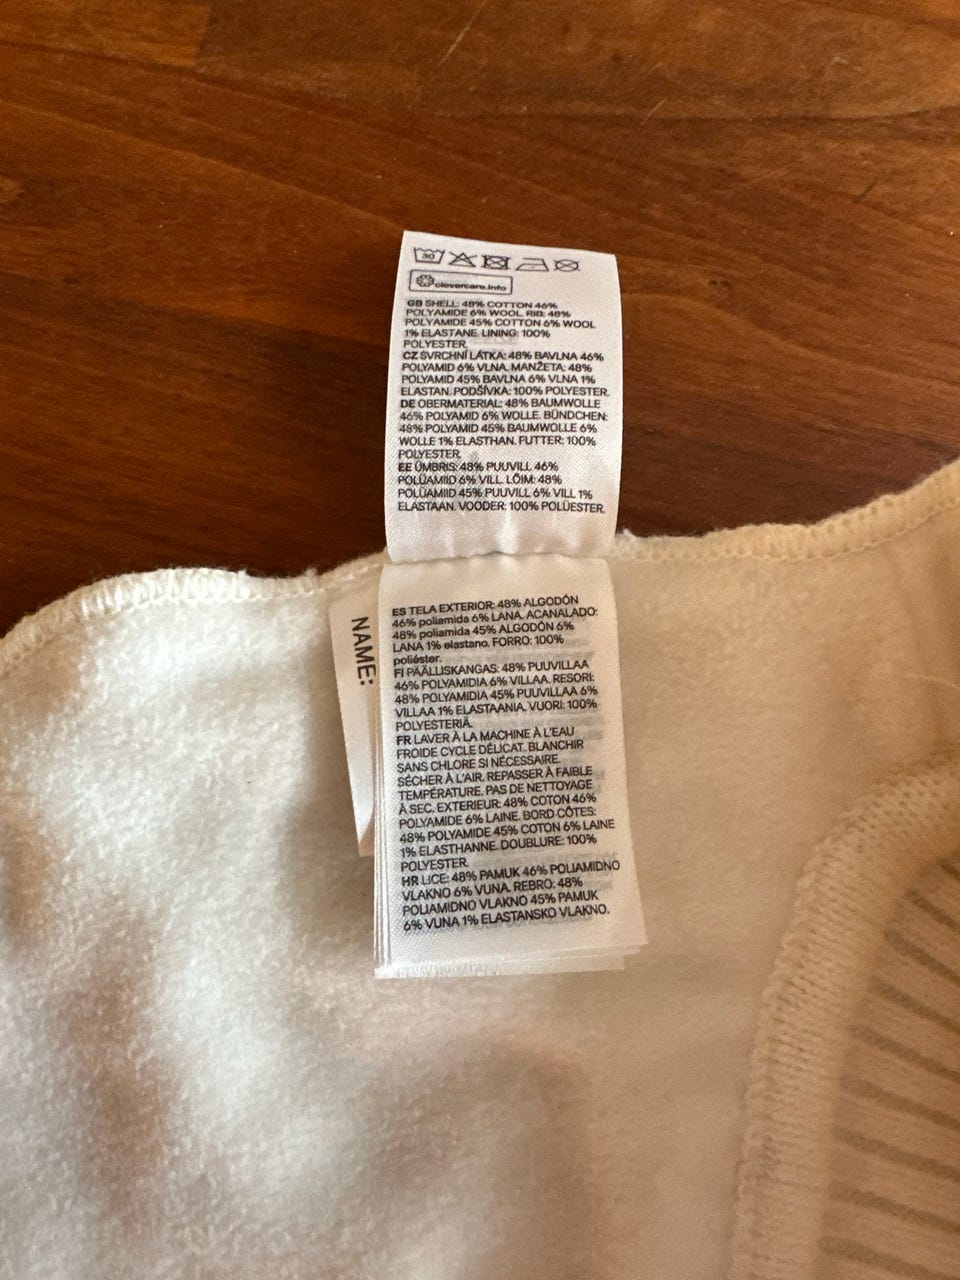 30
clevercare.info
GB SHELL: 48% COTTON 46%
POLYAMIDE 6% WOOL. RIB: 48%
POLYAMIDE 45% COTTON 6% WOOL
1% ELASTANE. LINING: 100%
POLYESTER.
CZ SVRCHNÍ LÁTKA: 48% BAVLNA 46%
POLYAMID 6% VLNA. MANŽETA: 48%
POLYAMID 45% BAVLNA 6% VLNA 1%
ELASTAN. PODŠÍVKA: 100% POLYESTER.
DE OBERMATERIAL: 48% BAUMWOLLE
46% POLYAMID 6% WOLLE. BÜNDCHEN:
48% POLYAMID 45% BAUMWOLLE 6%
WOLLE 1% ELASTHAN. FUTTER: 100%
POLYESTER.
EE ÜMBRIS: 48% PUUVILL 46%
POLÜAMIID 6% VILL. LÕIM: 48%
POLÜAMIID 45% PUUVILL 6% VILL 1%
ELASTAAN. VOODER: 100% POLÜESTER.
NAME:
ES TELA EXTERIOR: 48% ALGODÓN
46% poliamida 6% LANA. ACANALADO:
48% poliamida 45% ALGODÓN 6%
LANA 1% elastano. FORRO: 100%
poliéster.
FI PÄÄLLISKANGAS: 48% PUUVILLAA
46% POLYAMIDIA 6% VILLAA. RESORI:
48% POLYAMIDIA 45% PUUVILLAA 6%
VILLAA 1% ELASTAANIA. VUORI: 100%
POLYESTERIÄ.
FR LAVER À LA MACHINE À L'EAU
FROIDE CYCLE DÉLICAT. BLANCHIR
SANS CHLORE SI NÉCESSAIRE.
SÉCHER À L'AIR. REPASSER À FAIBLE
TEMPÉRATURE. PAS DE NETTOYAGE
À SEC. EXTERIEUR: 48% COTON 46%
POLYAMIDE 6% LAINE. BORD CÔTES:
48% POLYAMIDE 45% COTON 6% LAINE
1% ELASTHANNE. DOUBLURE: 100%
POLYESTER.
HR LICE: 48% PAMUK 46% POLIAMIDNO
VLAKNO 6% VUNA. REBRO: 48%
POLIAMIDNO VLAKNO 45% PAMUK
6% VUNA 1% ELASTANSKO VLAKNO.